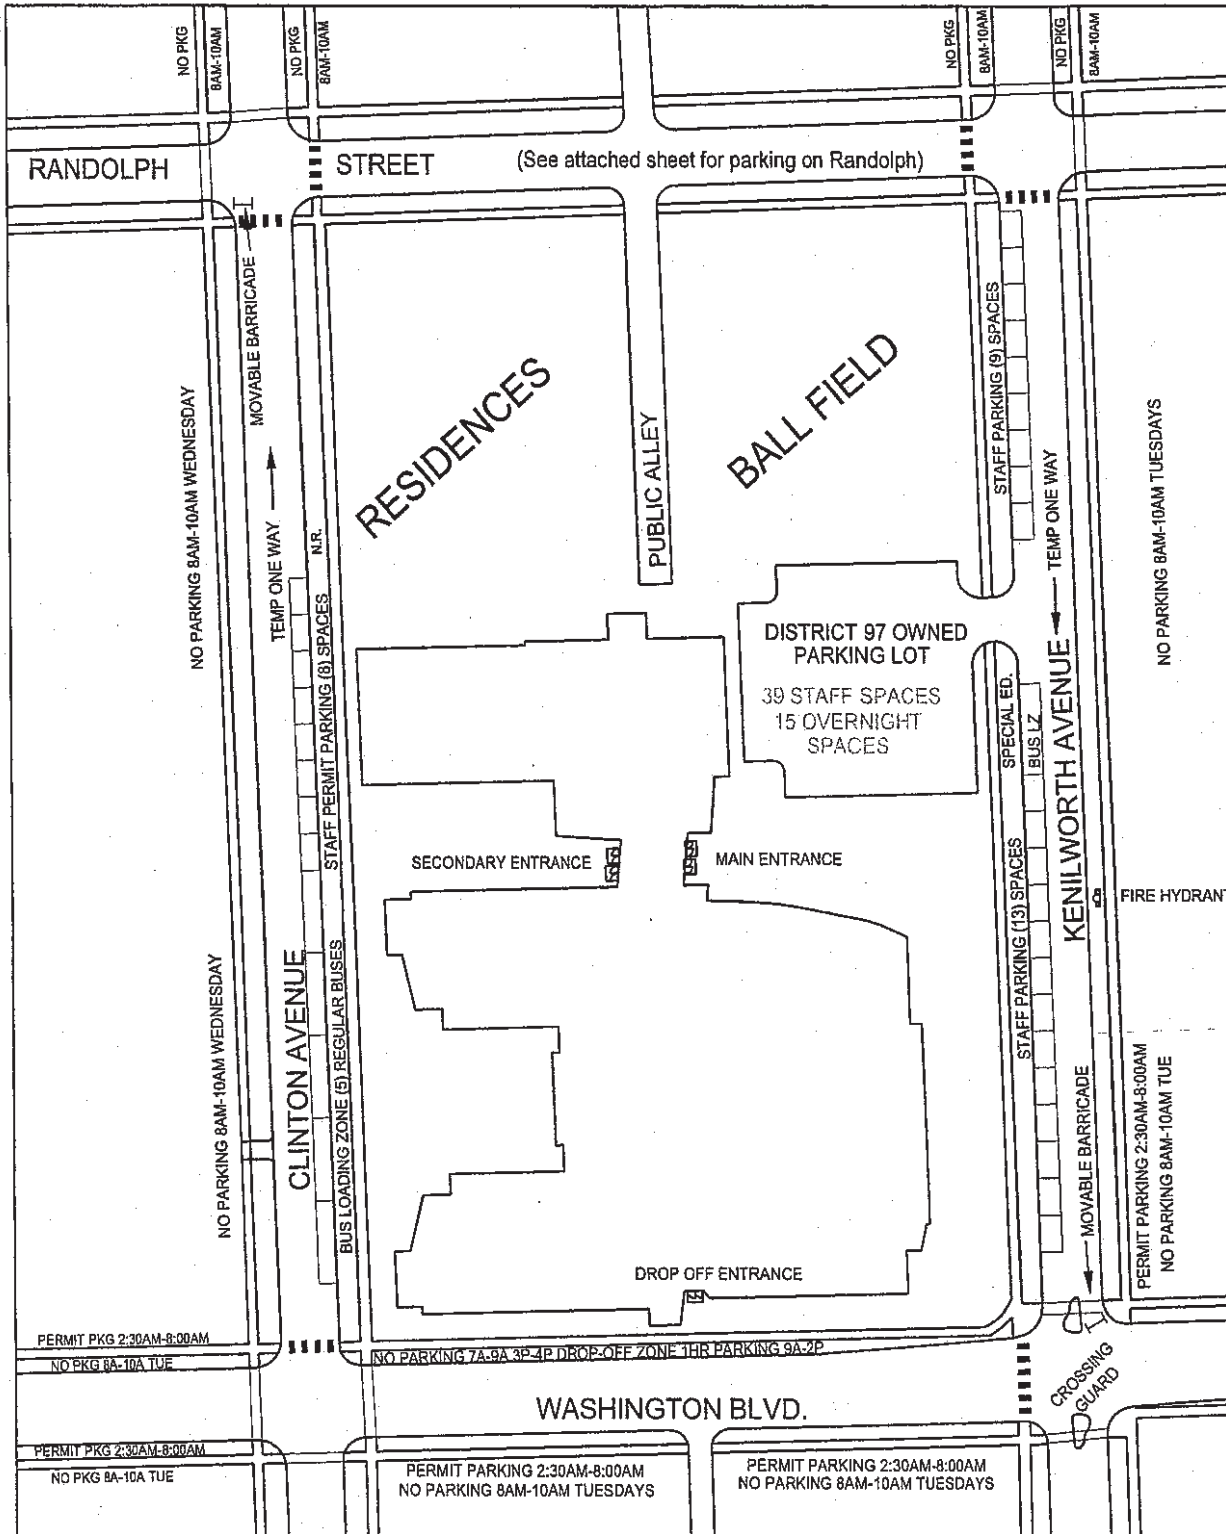 NO PKG
8AM-10AM
NO PKG
8AM-10AM
NO PKG
8AM-10AM
NO PKG
8AM-10AM
RANDOLPH STREET
(See attached sheet for parking on Randolph)
MOVABLE BARRICADE
NO PARKING 8AM-10AM WEDNESDAY
TEMP ONE WAY
N.R.
STAFF PERMIT PARKING (8) SPACES
RESIDENCES
PUBLIC ALLEY
BALL FIELD
STAFF PARKING (9) SPACES
TEMP ONE WAY
NO PARKING 8AM-10AM TUESDAYS
DISTRICT 97 OWNED
PARKING LOT
39 STAFF SPACES
15 OVERNIGHT
SPACES
SPECIAL ED.
BUS LZ
KENILWORTH AVENUE
SECONDARY ENTRANCE
MAIN ENTRANCE
STAFF PARKING (13) SPACES
FIRE HYDRANT
NO PARKING 8AM-10AM WEDNESDAY
CLINTON AVENUE
BUS LOADING ZONE (5) REGULAR BUSES
MOVABLE BARRICADE
PERMIT PARKING 2:30AM-8:00AM
NO PARKING 8AM-10AM TUE
DROP OFF ENTRANCE
PERMIT PKG 2:30AM-8:00AM
NO PKG 8A-10A TUE
NO PARKING 7A-9A 3P-4P DROP-OFF ZONE 1HR PARKING 9A-2P
CROSSING
GUARD
WASHINGTON BLVD.
PERMIT PKG 2:30AM-8:00AM
NO PKG 8A-10A TUE
PERMIT PARKING 2:30AM-8:00AM
NO PARKING 8AM-10AM TUESDAYS
PERMIT PARKING 2:30AM-8:00AM
NO PARKING 8AM-10AM TUESDAYS